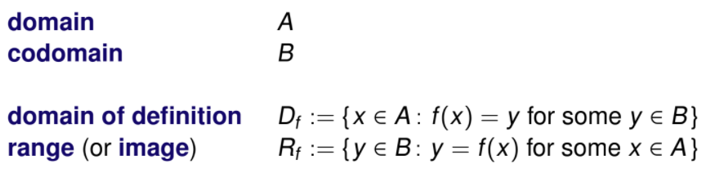 domain A
codomain B
domain of definition D_f := {x ∈ A : f(x) = y for some y ∈ B}
range (or image) R_f := {y ∈ B : y = f(x) for some x ∈ A}